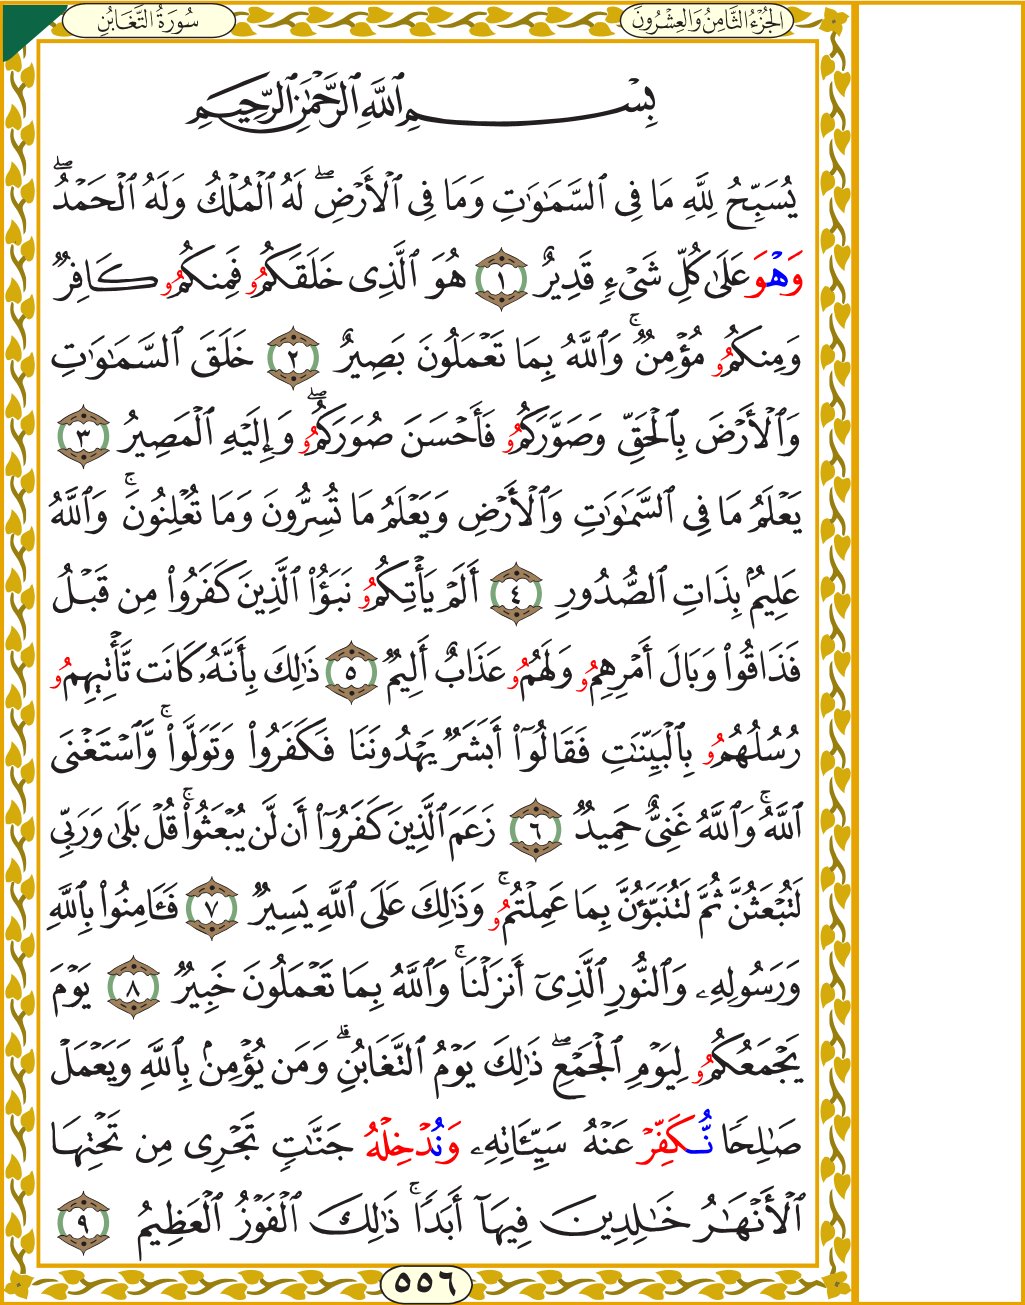 الجُزْءُ الثَّامِنُ وَالعِشْرُونَ
سُورَةُ التَّغَابُنِ
بِسْمِ ٱللَّهِ ٱلرَّحْمَٰنِ ٱلرَّحِيمِ
يُسَبِّحُ لِلَّهِ مَا فِى ٱلسَّمَٰوَٰتِ وَمَا فِى ٱلْأَرْضِۖ لَهُ ٱلْمُلْكُ وَلَهُ ٱلْحَمْدُۖ
وَهْوَ عَلَىٰ كُلِّ شَىْءٍ قَدِيرٌ ١ هُوَ ٱلَّذِى خَلَقَكُمُۥ فَمِنكُمُۥ كَافِرٌ
وَمِنكُمُۥ مُؤْمِنٌۚ وَٱللَّهُ بِمَا تَعْمَلُونَ بَصِيرٌ ٢ خَلَقَ ٱلسَّمَٰوَٰتِ
وَٱلْأَرْضَ بِٱلْحَقِّ وَصَوَّرَكُمُۥ فَأَحْسَنَ صُوَرَكُمُۥۖ وَإِلَيْهِ ٱلْمَصِيرُ ٣
يَعْلَمُ مَا فِى ٱلسَّمَٰوَٰتِ وَٱلْأَرْضِ وَيَعْلَمُ مَا تُسِرُّونَ وَمَا تُعْلِنُونَۚ وَٱللَّهُ
عَلِيمٌۢ بِذَاتِ ٱلصُّدُورِ ٤ أَلَمْ يَأْتِكُمُۥ نَبَؤُا۟ ٱلَّذِينَ كَفَرُوا۟ مِن قَبْلُ
فَذَاقُوا۟ وَبَالَ أَمْرِهِمُۥ وَلَهُمُۥ عَذَابٌ أَلِيمٌ ٥ ذَٰلِكَ بِأَنَّهُۥ كَانَت تَّأْتِيهِمُۥ
رُسُلُهُمُۥ بِٱلْبَيِّنَٰتِ فَقَالُوٓا۟ أَبَشَرٌ يَهْدُونَنَا فَكَفَرُوا۟ وَتَوَلَّوا۟ۚ وَّٱسْتَغْنَى
ٱللَّهُۚ وَٱللَّهُ غَنِىٌّ حَمِيدٌ ٦ زَعَمَ ٱلَّذِينَ كَفَرُوٓا۟ أَن لَّن يُبْعَثُوا۟ۚ قُلْ بَلَىٰ وَرَبِّى
لَتُبْعَثُنَّ ثُمَّ لَتُنَبَّؤُنَّ بِمَا عَمِلْتُمُۥۚ وَذَٰلِكَ عَلَى ٱللَّهِ يَسِيرٌ ٧ فَـَٔامِنُوا۟ بِٱللَّهِ
وَرَسُولِهِۦ وَٱلنُّورِ ٱلَّذِىٓ أَنزَلْنَاۚ وَٱللَّهُ بِمَا تَعْمَلُونَ خَبِيرٌ ٨ يَوْمَ
يَجْمَعُكُمُۥ لِيَوْمِ ٱلْجَمْعِۖ ذَٰلِكَ يَوْمُ ٱلتَّغَابُنِۗ وَمَن يُؤْمِنۢ بِٱللَّهِ وَيَعْمَلْ
صَٰلِحًا نُّكَفِّرْ عَنْهُ سَيِّـَٔاتِهِۦ وَنُدْخِلْهُ جَنَّٰتٍ تَجْرِى مِن تَحْتِهَا
ٱلْأَنْهَٰرُ خَٰلِدِينَ فِيهَآ أَبَدًاۚ ذَٰلِكَ ٱلْفَوْزُ ٱلْعَظِيمُ ٩
٥٥٦